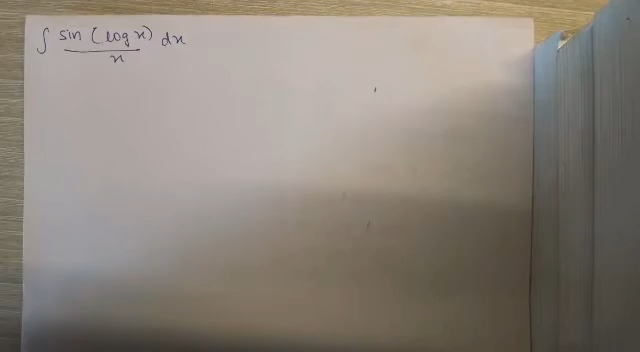 ∫ sin (log x) / x dx